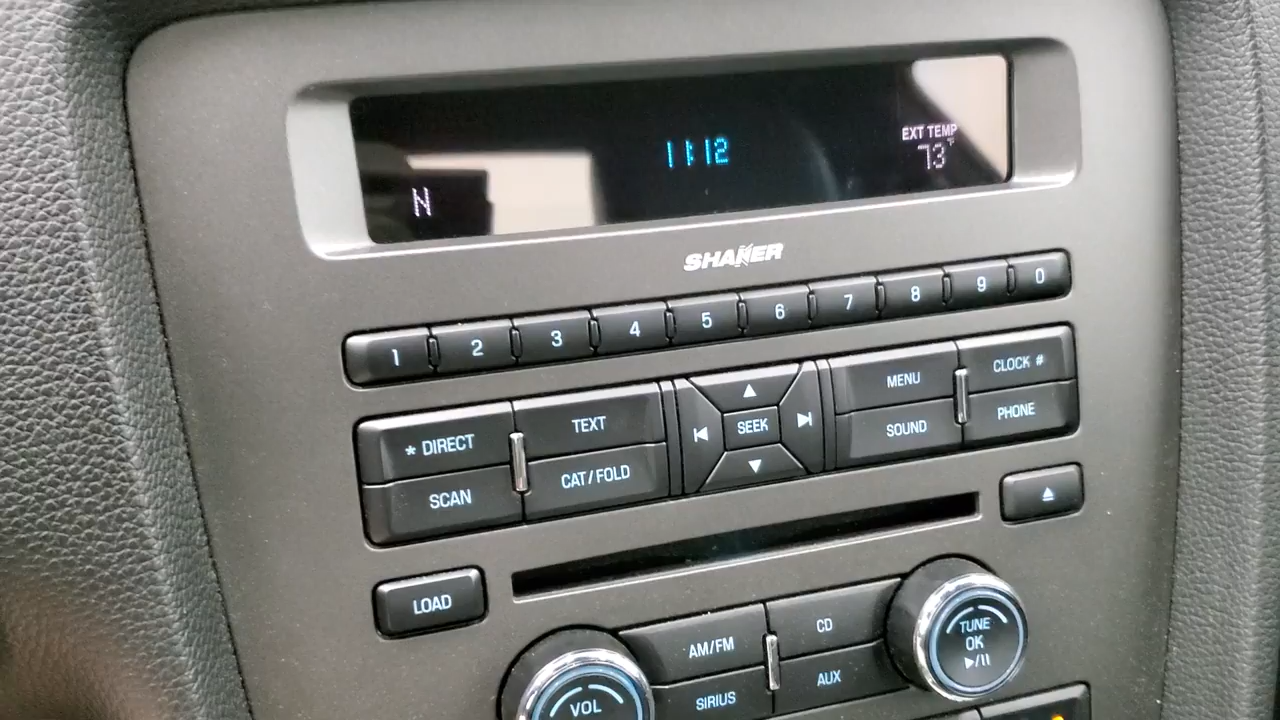 11:12
EXT TEMP
73°F
N
SHAKER
1 2 3 4 5 6 7 8 9 0
* DIRECT TEXT SEEK MENU CLOCK #
SCAN CAT/FOLD SOUND PHONE
LOAD
AM/FM CD
SIRIUS AUX
VOL
TUNE
OK